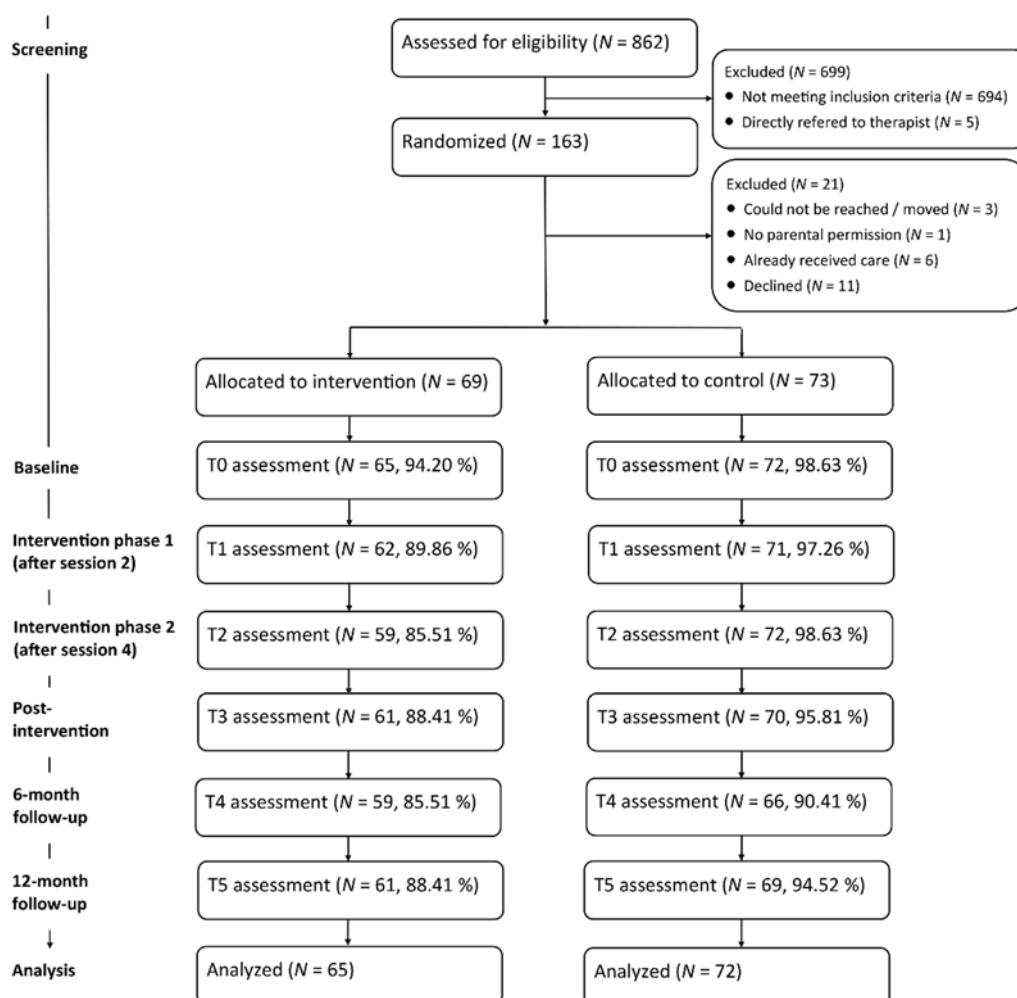 Screening
Assessed for eligibility (N = 862)
Excluded (N = 699)
● Not meeting inclusion criteria (N = 694)
● Directly refered to therapist (N = 5)
Randomized (N = 163)
Excluded (N = 21)
● Could not be reached / moved (N = 3)
● No parental permission (N = 1)
● Already received care (N = 6)
● Declined (N = 11)
Allocated to intervention (N = 69)
Allocated to control (N = 73)
Baseline
T0 assessment (N = 65, 94.20 %)
T0 assessment (N = 72, 98.63 %)
Intervention phase 1
(after session 2)
T1 assessment (N = 62, 89.86 %)
T1 assessment (N = 71, 97.26 %)
Intervention phase 2
(after session 4)
T2 assessment (N = 59, 85.51 %)
T2 assessment (N = 72, 98.63 %)
Post-
intervention
T3 assessment (N = 61, 88.41 %)
T3 assessment (N = 70, 95.81 %)
6-month
follow-up
T4 assessment (N = 59, 85.51 %)
T4 assessment (N = 66, 90.41 %)
12-month
follow-up
T5 assessment (N = 61, 88.41 %)
T5 assessment (N = 69, 94.52 %)
Analysis
Analyzed (N = 65)
Analyzed (N = 72)